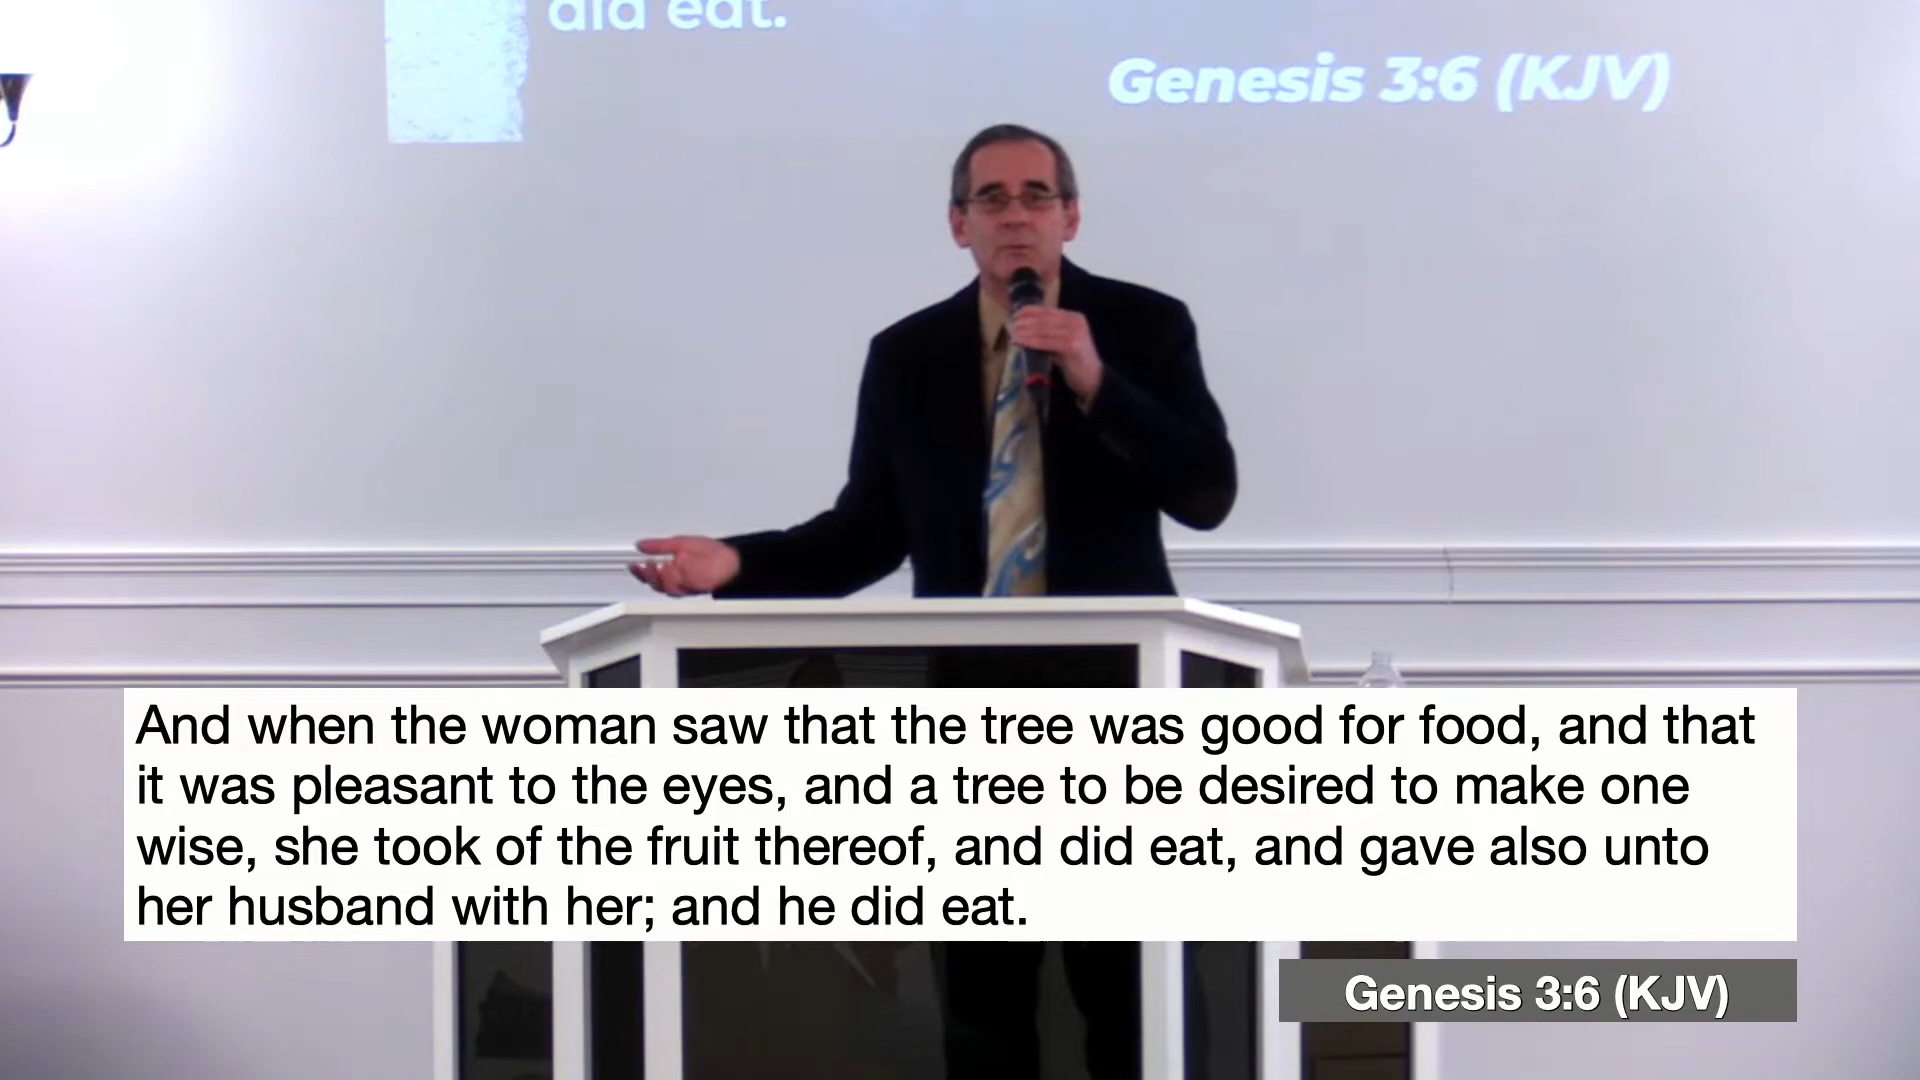 did eat.
Genesis 3:6 (KJV)
And when the woman saw that the tree was good for food, and that
it was pleasant to the eyes, and a tree to be desired to make one
wise, she took of the fruit thereof, and did eat, and gave also unto
her husband with her; and he did eat.
Genesis 3:6 (KJV)